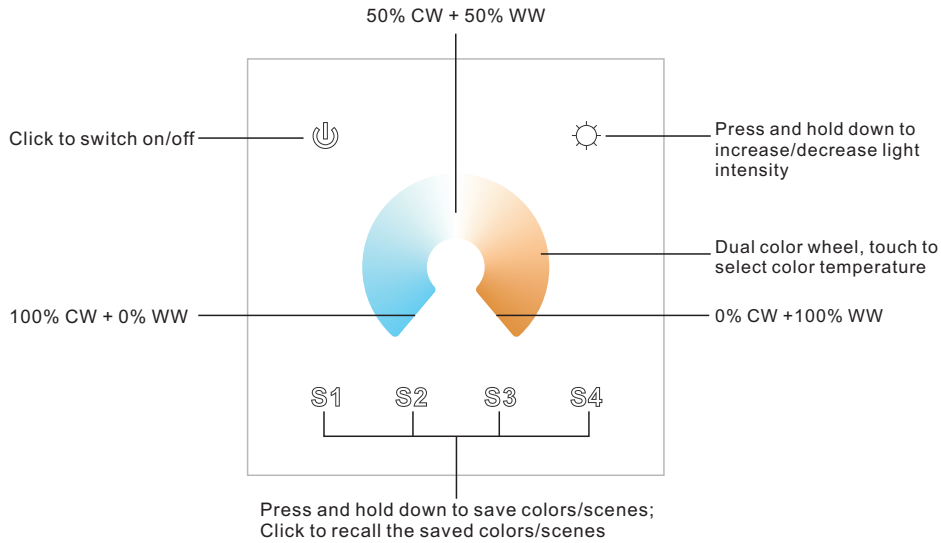 50% CW + 50% WW
Click to switch on/off
Press and hold down to
increase/decrease light
intensity
Dual color wheel, touch to
select color temperature
100% CW + 0% WW
0% CW +100% WW
S1 S2 S3 S4
Press and hold down to save colors/scenes;
Click to recall the saved colors/scenes